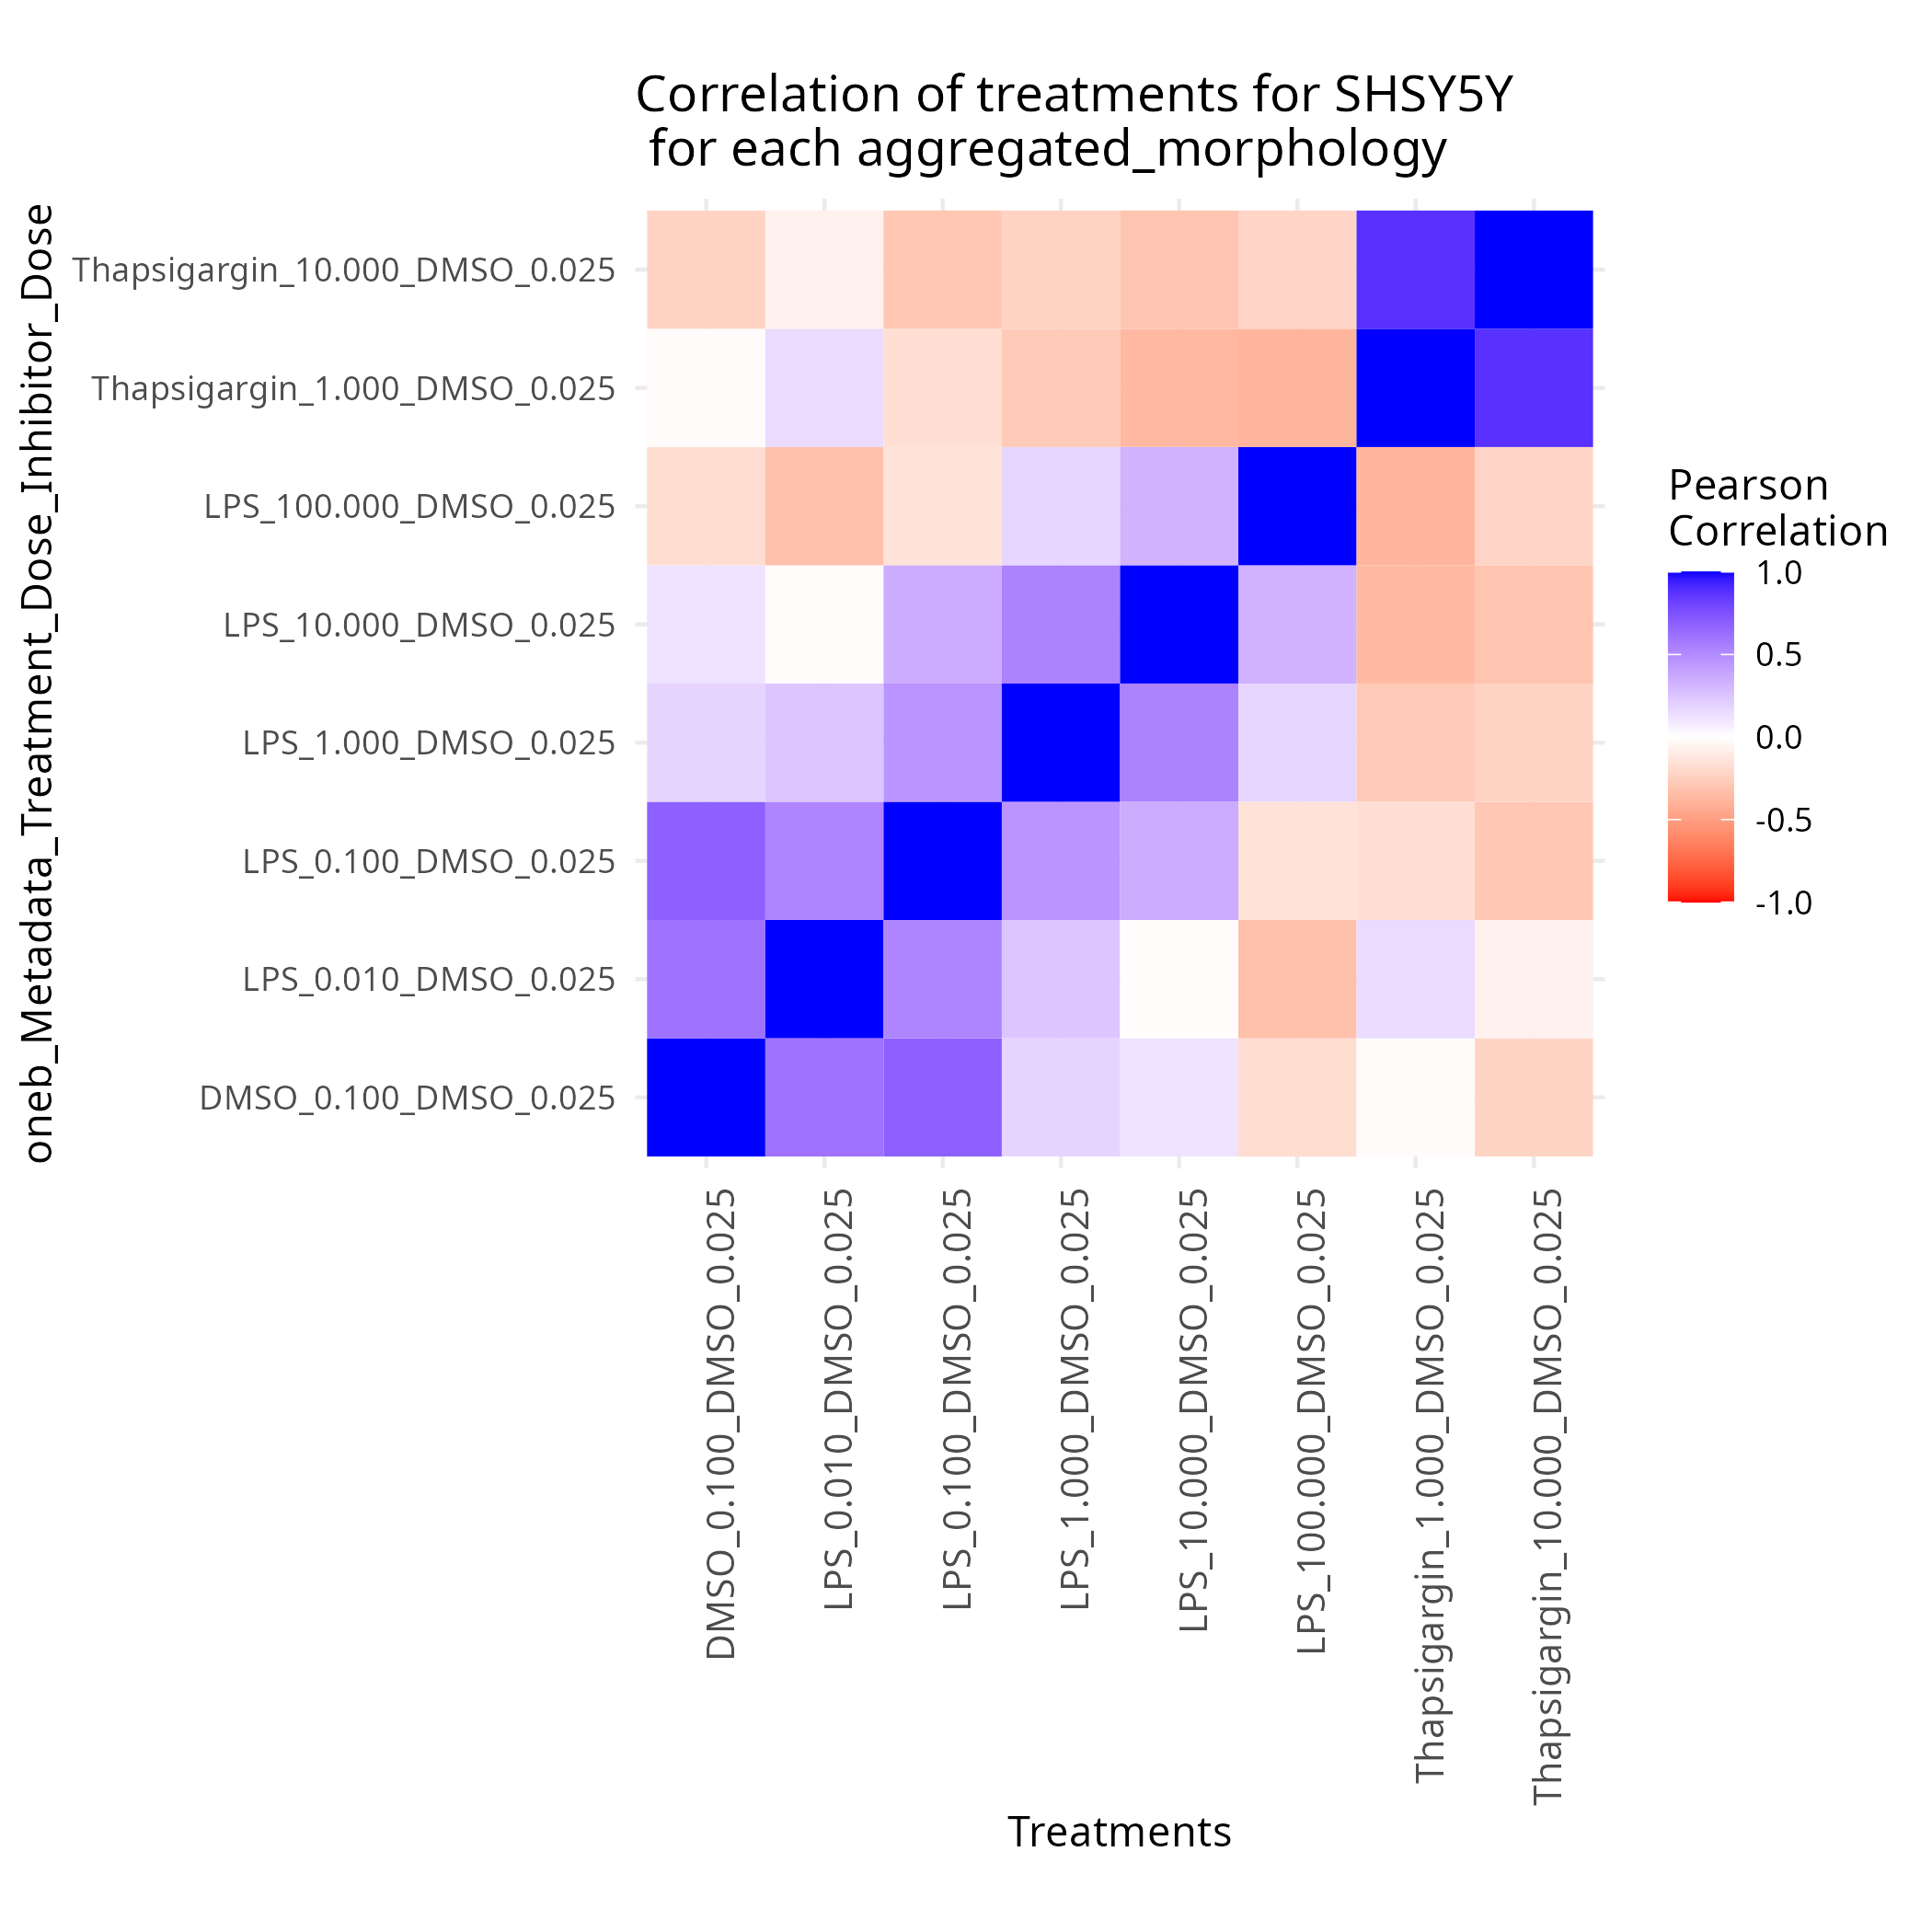 Correlation of treatments for SHSY5Y
for each aggregated_morphology
oneb_Metadata_Treatment_Dose_Inhibitor_Dose
Thapsigargin_10.000_DMSO_0.025
Thapsigargin_1.000_DMSO_0.025
LPS_100.000_DMSO_0.025
LPS_10.000_DMSO_0.025
LPS_1.000_DMSO_0.025
LPS_0.100_DMSO_0.025
LPS_0.010_DMSO_0.025
DMSO_0.100_DMSO_0.025
DMSO_0.100_DMSO_0.025
LPS_0.010_DMSO_0.025
LPS_0.100_DMSO_0.025
LPS_1.000_DMSO_0.025
LPS_10.000_DMSO_0.025
LPS_100.000_DMSO_0.025
Thapsigargin_1.000_DMSO_0.025
Thapsigargin_10.000_DMSO_0.025
Treatments
Pearson
Correlation
1.0
0.5
0.0
-0.5
-1.0